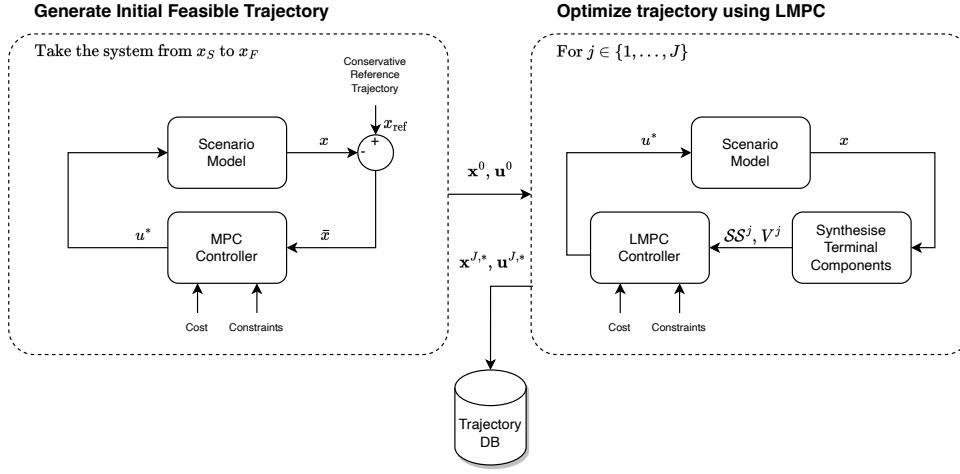 Generate Initial Feasible Trajectory
Take the system from x_S to x_F
Conservative
Reference
Trajectory
x_ref
+
-
Scenario
Model
x
u*
MPC
Controller
x̄
Cost
Constraints
𝐱⁰, 𝐮⁰
𝐱^{J,*}, 𝐮^{J,*}
Trajectory
DB
Optimize trajectory using LMPC
For j ∈ {1, . . . , J}
u*
Scenario
Model
x
LMPC
Controller
𝒮𝒮^j, V^j
Synthesise
Terminal
Components
Cost
Constraints